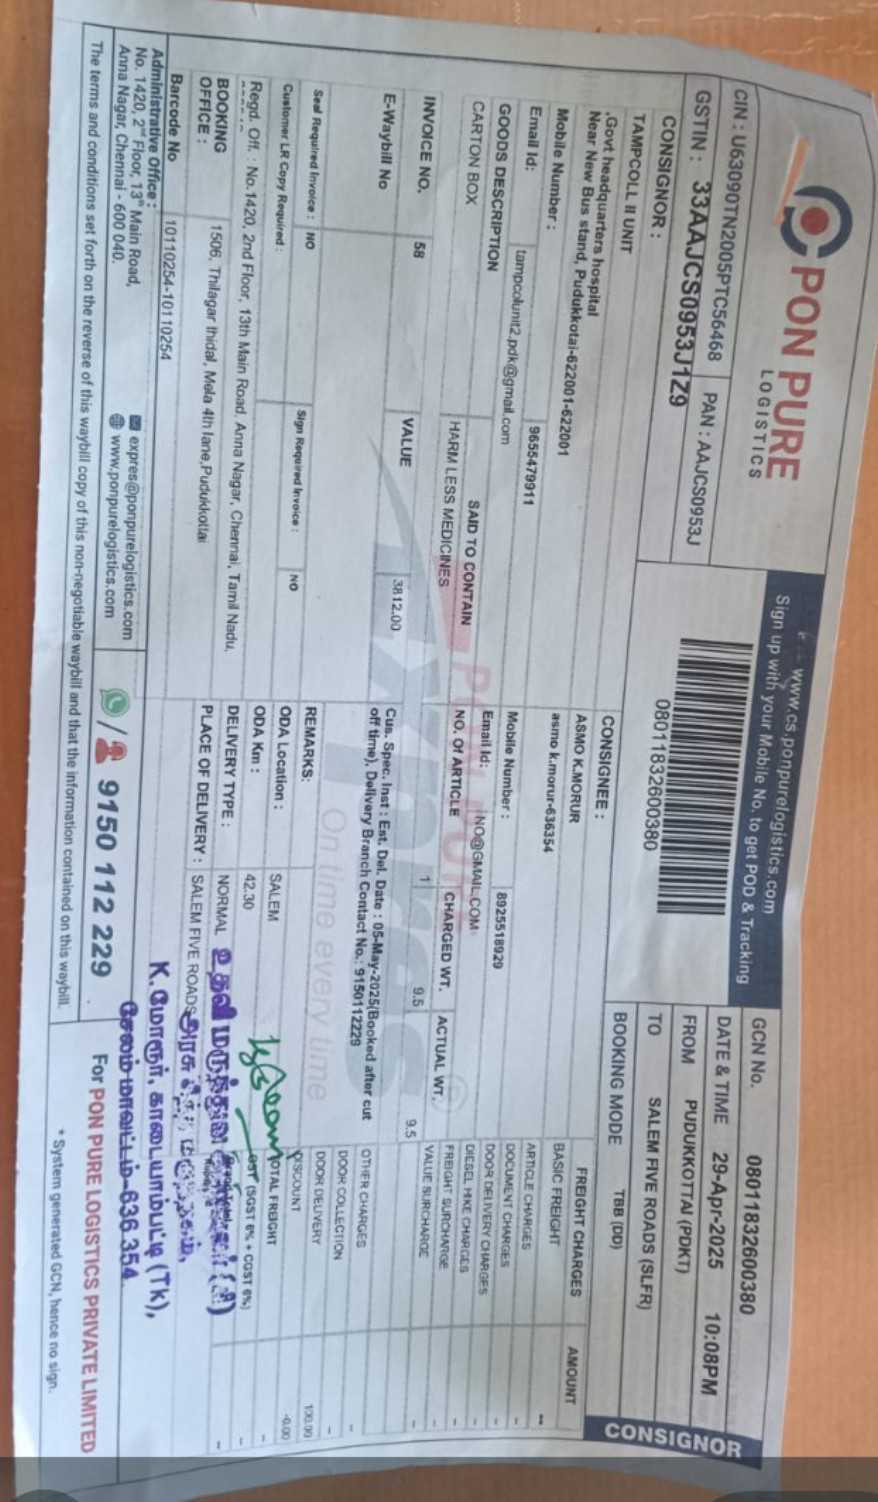 PON PURE
LOGISTICS
www.cs.ponpurelogistics.com
Sign up with your Mobile No. to get POD & Tracking
CIN : U63090TN2005PTC56468
GSTIN : 33AAJCS0953J1Z9
PAN : AAJCS0953J
08011832600380
GCN No. 08011832600380
DATE & TIME 29-Apr-2025 10:08PM
FROM PUDUKKOTTAI (PDKT)
TO SALEM FIVE ROADS (SLFR)
BOOKING MODE TBB (DD)
CONSIGNOR
CONSIGNOR :
TAMPCOLL II UNIT
,Govt headquarters hospital
Near New Bus stand, Pudukkotai-622001-622001
Mobile Number : 9655479911
Email Id: tampcolunit2.pdk@gmail.com
CONSIGNEE :
ASMO K.MORUR
asmo k.morur-636354
Mobile Number : 8925518929
Email Id: NO@GMAIL.COM
GOODS DESCRIPTION SAID TO CONTAIN NO. Of ARTICLE CHARGED WT. ACTUAL WT.
CARTON BOX HARM LESS MEDICINES 1 9.5 9.5
INVOICE NO. 58 VALUE 3812.00
E-Waybill No
Cus. Spec. Inst : Est. Del. Date : 05-May-2025(Booked after cut
off time), Delivery Branch Contact No.: 9150112229
PON PURE
Expres
On time every time
Seal Required Invoice : NO Sign Required Invoice : NO
Customer LR Copy Required :
REMARKS:
ODA Location : SALEM
ODA Km : 42.30
Regd. Off. : No.1420, 2nd Floor, 13th Main Road, Anna Nagar, Chennai, Tamil Nadu,
BOOKING
OFFICE : 1506, Thilagar thidal, Mela 4th lane,Pudukkottai
DELIVERY TYPE : NORMAL
PLACE OF DELIVERY : SALEM FIVE ROADS
Barcode No 10110254-10110254
FREIGHT CHARGES AMOUNT
BASIC FREIGHT --
ARTICLE CHARGES -
DOCUMENT CHARGES -
DOOR DELIVERY CHARGES -
DIESEL HIKE CHARGES -
FREIGHT SURCHARGE -
VALUE SURCHARGE -
OTHER CHARGES
DOOR COLLECTION -
DOOR DELIVERY -
DISCOUNT 100.00
TOTAL FREIGHT -0.00
GST (SGST 6% + CGST 6%) -
உதவி மருத்துவ
அரசு
K.மோரூர், காடையாம்பட்டி (Tk),
சேலம் மாவட்டம்-636 354.
Administrative Office :
No. 1420, 2nd Floor, 13th Main Road,
Anna Nagar, Chennai - 600 040.
expres@ponpurelogistics.com
www.ponpurelogistics.com
/ 9150 112 229
For PON PURE LOGISTICS PRIVATE LIMITED
The terms and conditions set forth on the reverse of this waybill copy of this non-negotiable waybill and that the information contained on this waybill.
* System generated GCN, hence no sign.